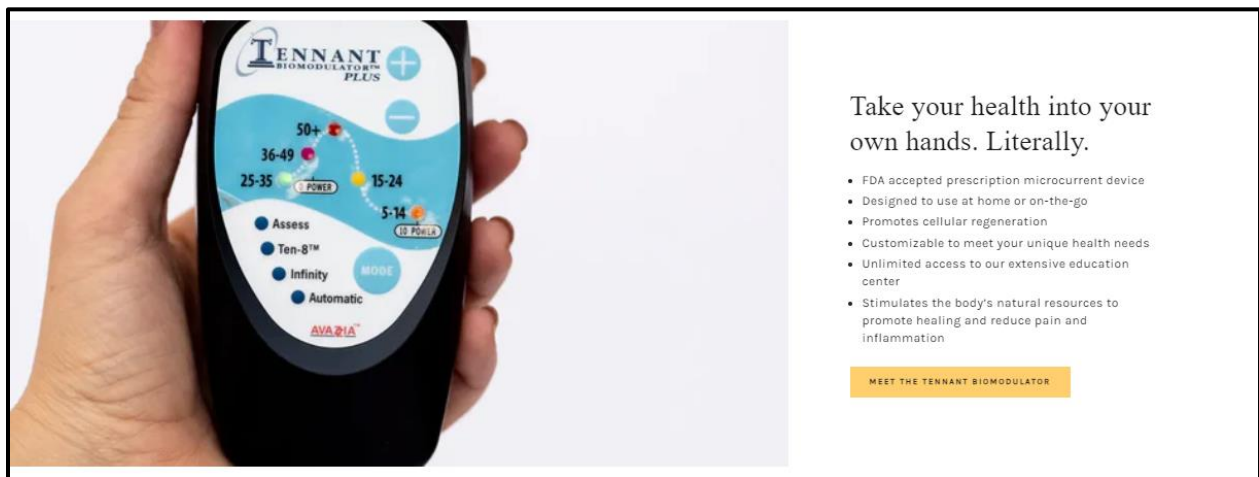 TENNANT
BIOMODULATOR™
PLUS
50+
36-49
25-35
15-24
5-14
10 POWER
Assess
Ten-8™
Infinity
Automatic
MODE
AVAZZIA™
Take your health into your
own hands. Literally.
• FDA accepted prescription microcurrent device
• Designed to use at home or on-the-go
• Promotes cellular regeneration
• Customizable to meet your unique health needs
• Unlimited access to our extensive education
center
• Stimulates the body's natural resources to
promote healing and reduce pain and
inflammation
MEET THE TENNANT BIOMODULATOR